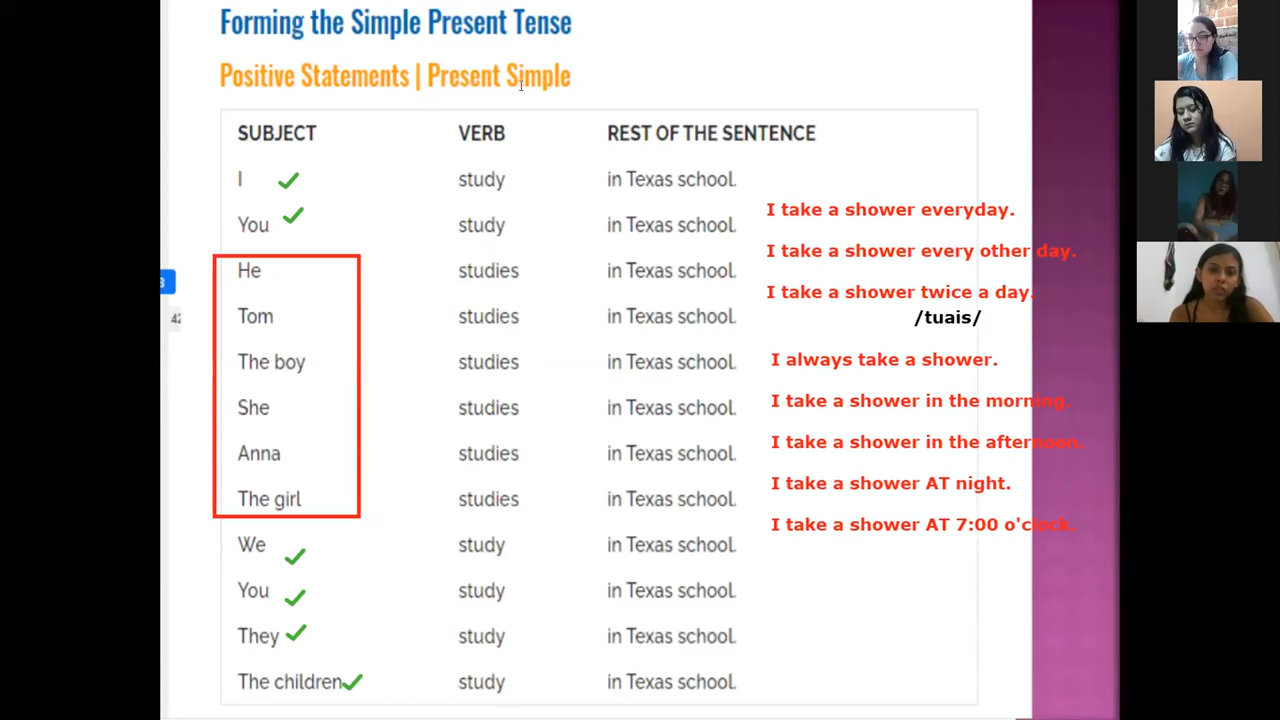 Forming the Simple Present Tense
Positive Statements | Present Simple
SUBJECT VERB REST OF THE SENTENCE
I study in Texas school.
You study in Texas school.
He studies in Texas school.
Tom studies in Texas school.
The boy studies in Texas school.
She studies in Texas school.
Anna studies in Texas school.
The girl studies in Texas school.
We study in Texas school.
You study in Texas school.
They study in Texas school.
The children study in Texas school.
I take a shower everyday.
I take a shower every other day.
I take a shower twice a day.
/tuais/
I always take a shower.
I take a shower in the morning.
I take a shower in the afternoon.
I take a shower AT night.
I take a shower AT 7:00 o'clock.